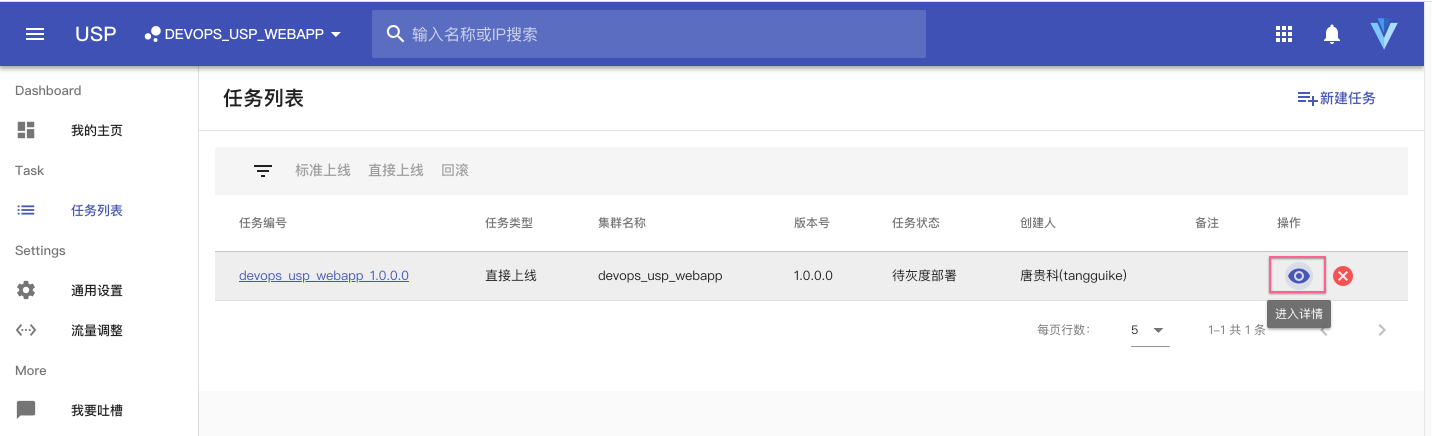 USP DEVOPS_USP_WEBAPP 输入名称或IP搜索
Dashboard
我的主页
Task
任务列表
Settings
通用设置
流量调整
More
我要吐槽
任务列表 新建任务
标准上线 直接上线 回滚
任务编号 任务类型 集群名称 版本号 任务状态 创建人 备注 操作
devops_usp_webapp_1.0.0.0 直接上线 devops_usp_webapp 1.0.0.0 待灰度部署 唐贵科(tangguike)
进入详情
每页行数: 5 1-1 共 1 条